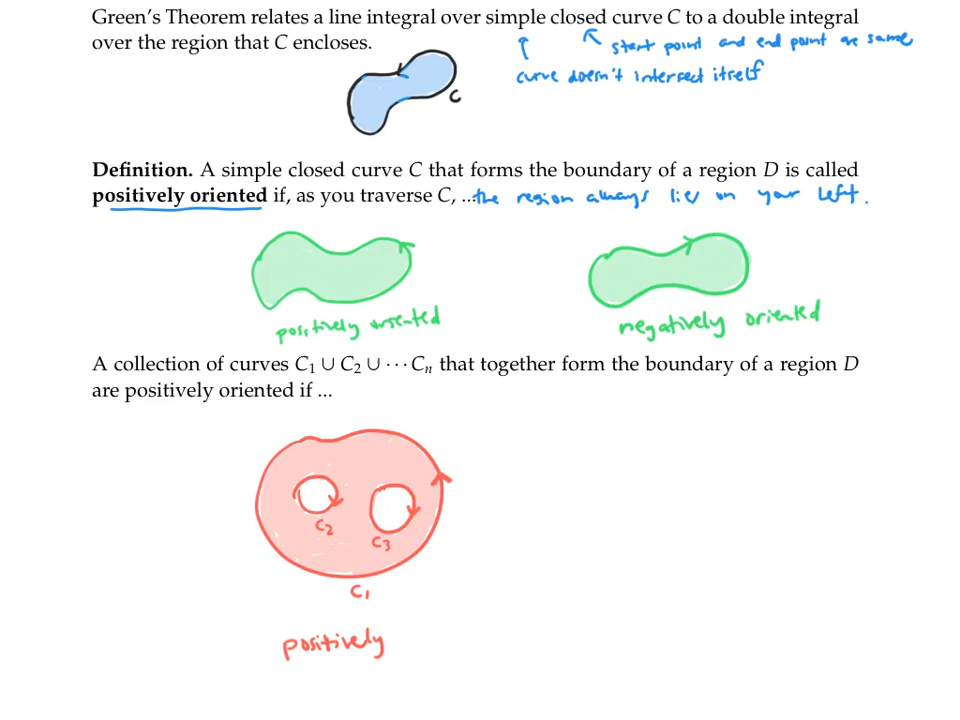 Green's Theorem relates a line integral over simple closed curve C to a double integral
over the region that C encloses.
start point and end point are same
curve doesn't intersect itself
C
Definition. A simple closed curve C that forms the boundary of a region D is called
positively oriented if, as you traverse C, ...the region always lies on your left.
positively oriented
negatively oriented
A collection of curves C₁ ∪ C₂ ∪ ⋯ Cₙ that together form the boundary of a region D
are positively oriented if ...
C₂
C₃
C₁
positively